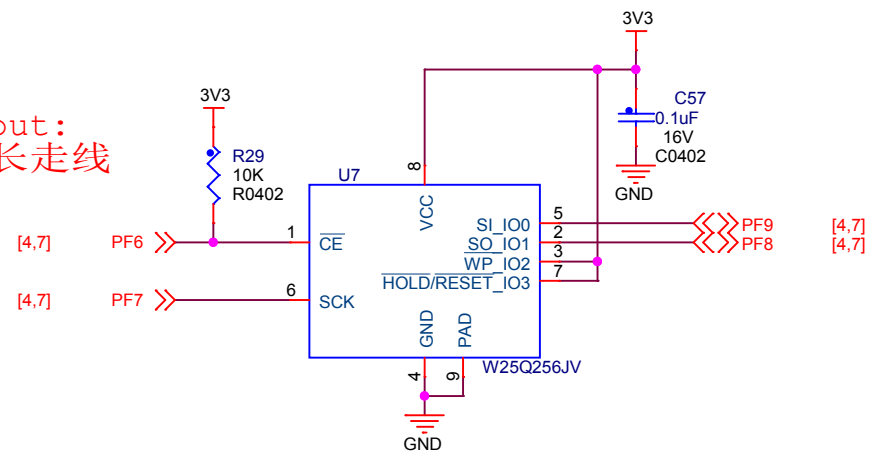 3V3
C57
0.1uF
16V
C0402
GND
3V3
R29
10K
R0402
out:
长走线
U7
8
VCC
[4,7] PF6 1 CE
[4,7] PF7 6 SCK
SI_IO0 5 PF9 [4,7]
SO_IO1 2 PF8 [4,7]
WP_IO2 3
HOLD/RESET_IO3 7
GND
PAD
4
9
W25Q256JV
GND